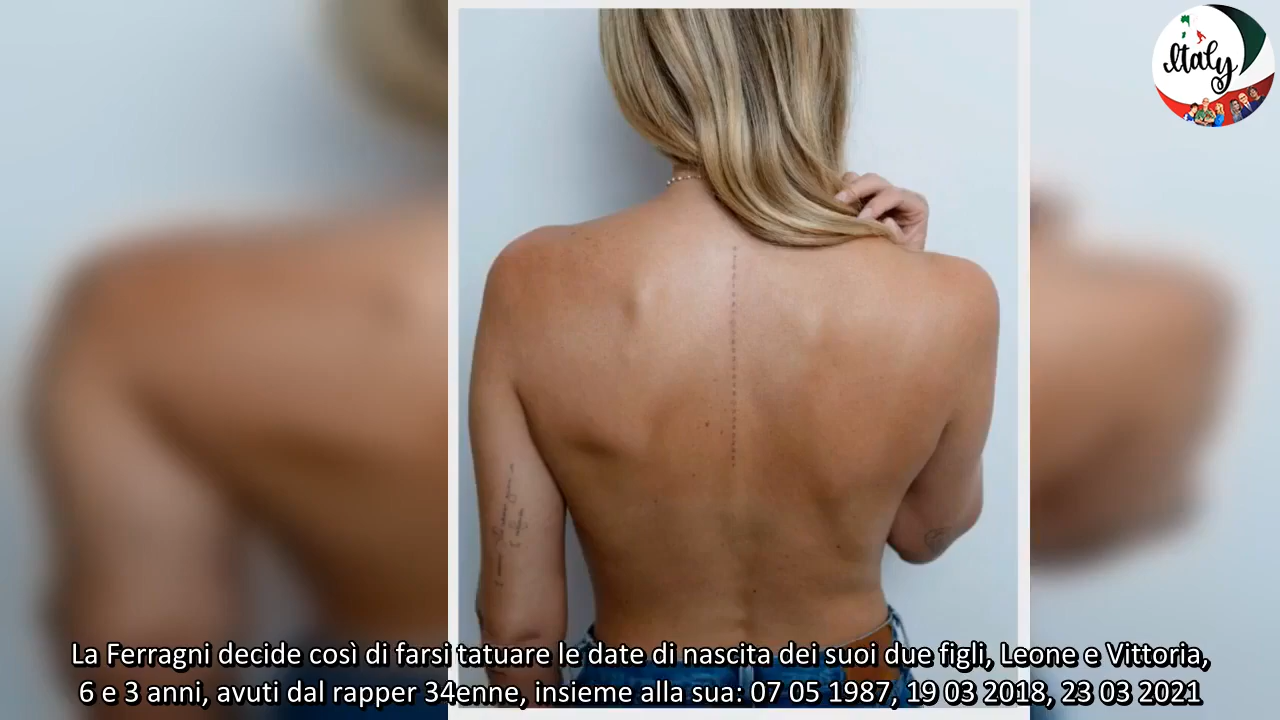 Italy
La Ferragni decide così di farsi tatuare le date di nascita dei suoi due figli, Leone e Vittoria,
6 e 3 anni, avuti dal rapper 34enne, insieme alla sua: 07 05 1987, 19 03 2018, 23 03 2021